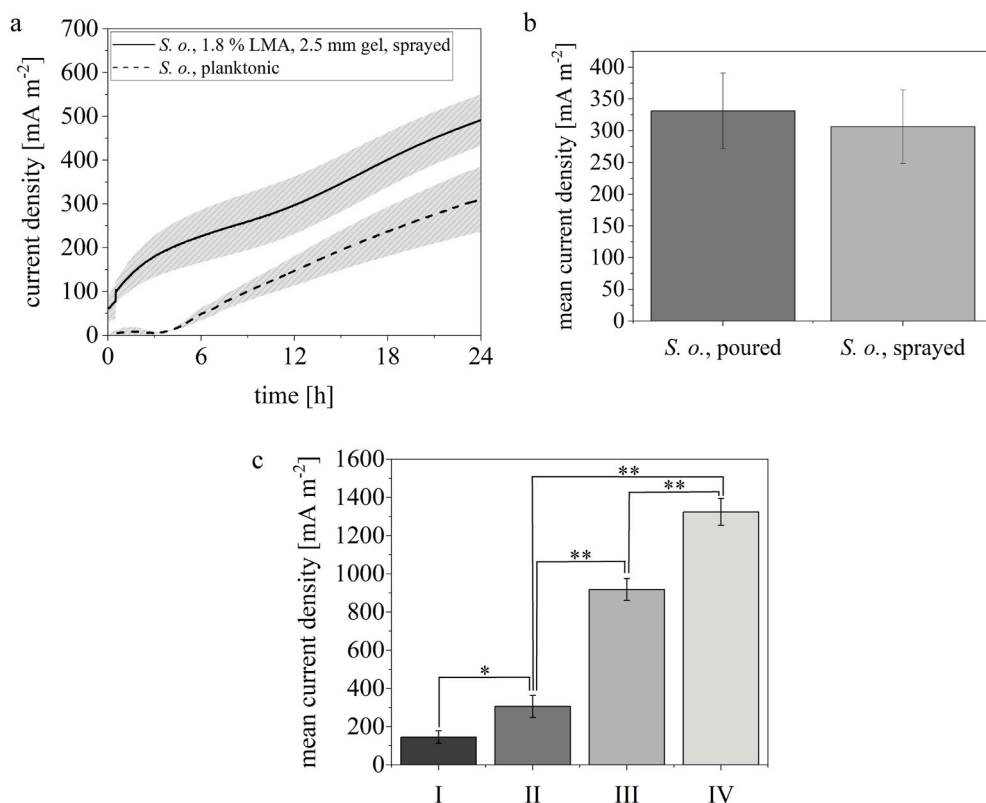 a
700
600
500
400
300
200
100
0
current density [mA m-2]
S. o., 1.8 % LMA, 2.5 mm gel, sprayed
S. o., planktonic
0 6 12 18 24
time [h]
b
400
350
300
250
200
150
100
50
0
mean current density [mA m-2]
S. o., poured S. o., sprayed
c
1600
1400
1200
1000
800
600
400
200
0
mean current density [mA m-2]
**
**
**
*
I II III IV